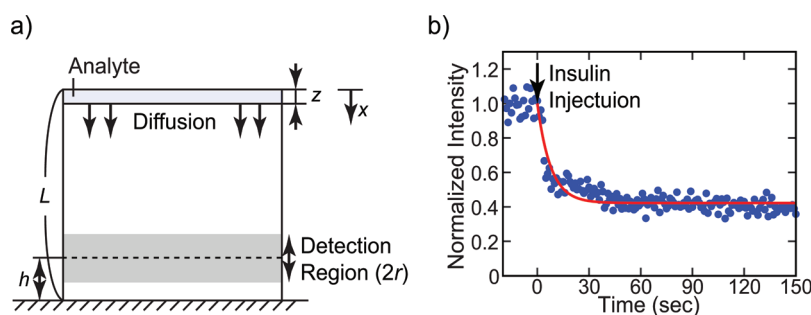 a)
Analyte
z
x
Diffusion
L
Detection
Region (2r)
h
b)
Normalized Intensity
1.2
1.0
0.8
0.6
0.4
0.2
0
Insulin
Injectuion
0 30 60 90 120 150
Time (sec)